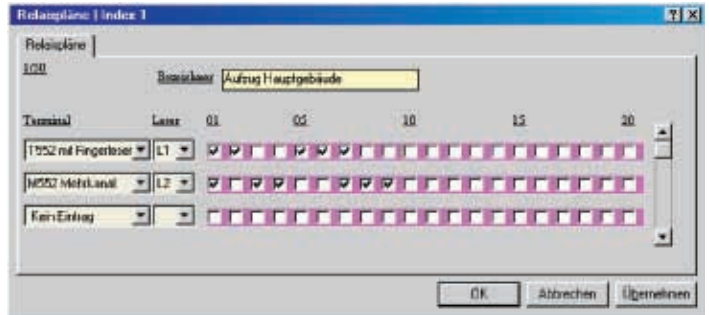 Relaispläne | Index 1
Relaispläne
1/20
Bezeichner Aufzug Hauptgebäude
Terminal Leser 01 05 10 15 20
T552 mit Fingerleser L1
M552 Mehrkanal L2
Kein Eintrag
OK Abbrechen Übernehmen